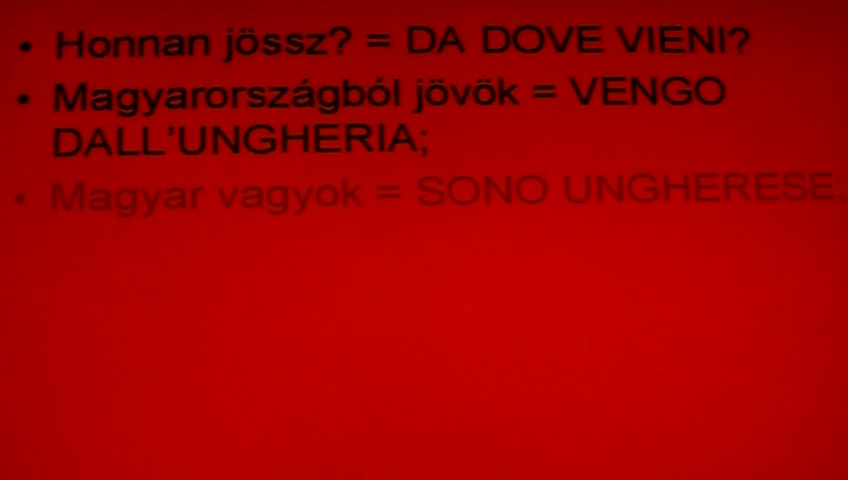 • Honnan jössz? = DA DOVE VIENI?
• Magyarországból jövök = VENGO
DALL'UNGHERIA;
• Magyar vagyok = SONO UNGHERESE;